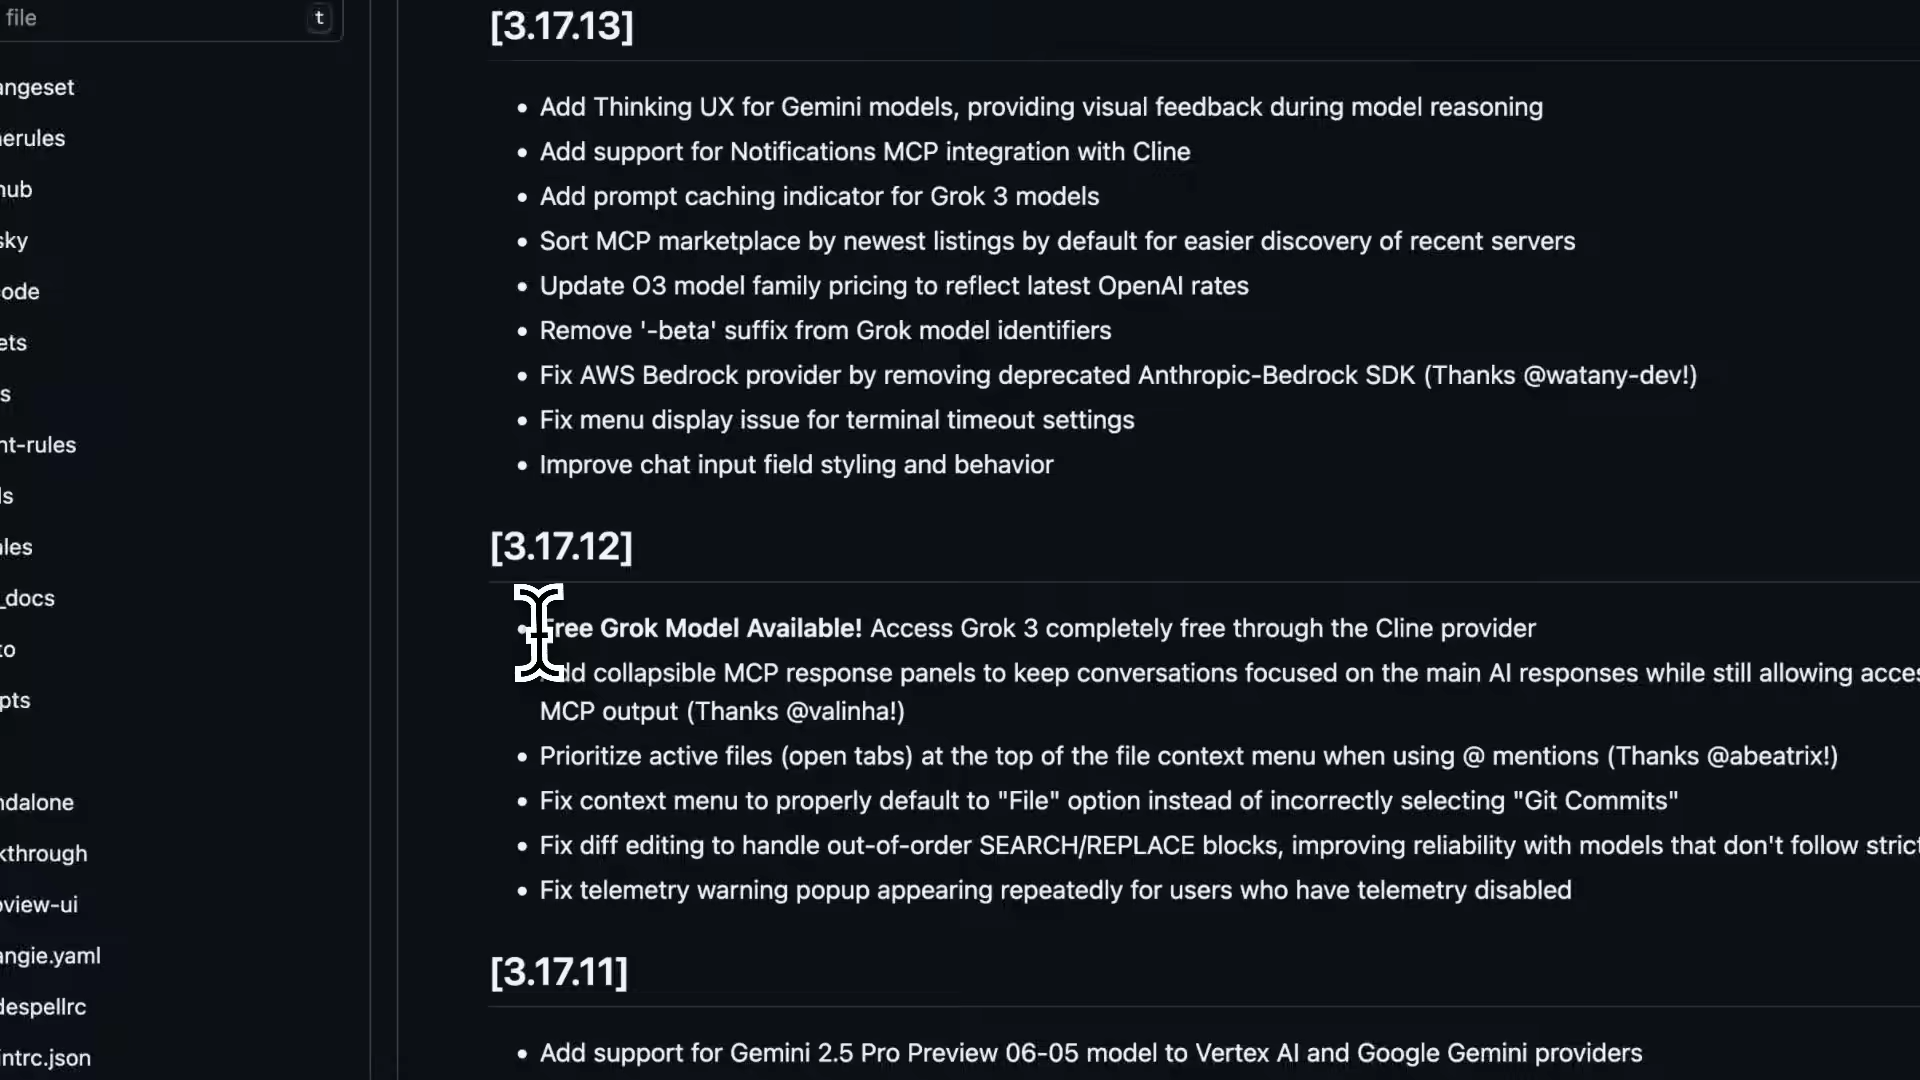 file
t
angeset
nerules
hub
sky
code
ets
s
nt-rules
ls
ales
_docs
to
pts
ndalone
kthrough
bview-ui
angie.yaml
despellrc
intrc.json
[3.17.13]
• Add Thinking UX for Gemini models, providing visual feedback during model reasoning
• Add support for Notifications MCP integration with Cline
• Add prompt caching indicator for Grok 3 models
• Sort MCP marketplace by newest listings by default for easier discovery of recent servers
• Update O3 model family pricing to reflect latest OpenAI rates
• Remove '-beta' suffix from Grok model identifiers
• Fix AWS Bedrock provider by removing deprecated Anthropic-Bedrock SDK (Thanks @watany-dev!)
• Fix menu display issue for terminal timeout settings
• Improve chat input field styling and behavior
[3.17.12]
• Free Grok Model Available! Access Grok 3 completely free through the Cline provider
Add collapsible MCP response panels to keep conversations focused on the main AI responses while still allowing acces
MCP output (Thanks @valinha!)
• Prioritize active files (open tabs) at the top of the file context menu when using @ mentions (Thanks @abeatrix!)
• Fix context menu to properly default to "File" option instead of incorrectly selecting "Git Commits"
• Fix diff editing to handle out-of-order SEARCH/REPLACE blocks, improving reliability with models that don't follow strict
• Fix telemetry warning popup appearing repeatedly for users who have telemetry disabled
[3.17.11]
• Add support for Gemini 2.5 Pro Preview 06-05 model to Vertex AI and Google Gemini providers